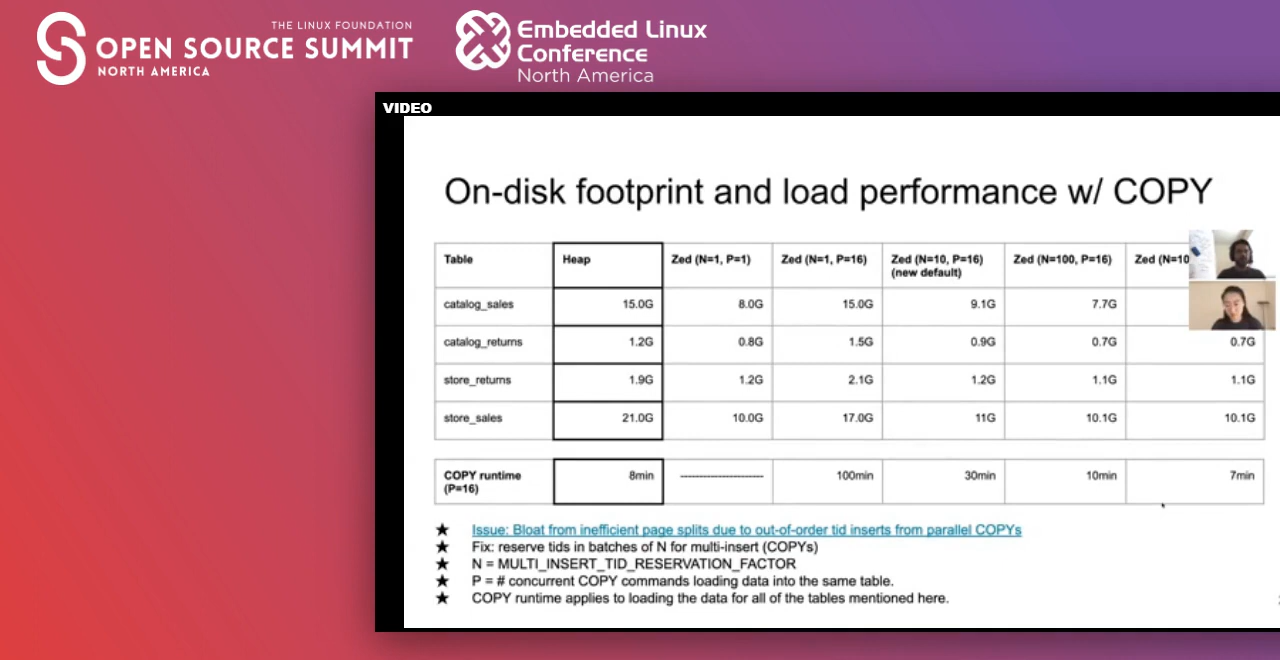 THE LINUX FOUNDATION
OPEN SOURCE SUMMIT
NORTH AMERICA
Embedded Linux
Conference
North America
VIDEO
On-disk footprint and load performance w/ COPY
Table Heap Zed (N=1, P=1) Zed (N=1, P=16) Zed (N=10, P=16) (new default) Zed (N=100, P=16) Zed (N=10
catalog_sales 15.0G 8.0G 15.0G 9.1G 7.7G
catalog_returns 1.2G 0.8G 1.5G 0.9G 0.7G 0.7G
store_returns 1.9G 1.2G 2.1G 1.2G 1.1G 1.1G
store_sales 21.0G 10.0G 17.0G 11G 10.1G 10.1G
COPY runtime (P=16) 8min ---------------------- 100min 30min 10min 7min
★ Issue: Bloat from inefficient page splits due to out-of-order tid inserts from parallel COPYs
★ Fix: reserve tids in batches of N for multi-insert (COPYs)
★ N = MULTI_INSERT_TID_RESERVATION_FACTOR
★ P = # concurrent COPY commands loading data into the same table.
★ COPY runtime applies to loading the data for all of the tables mentioned here.